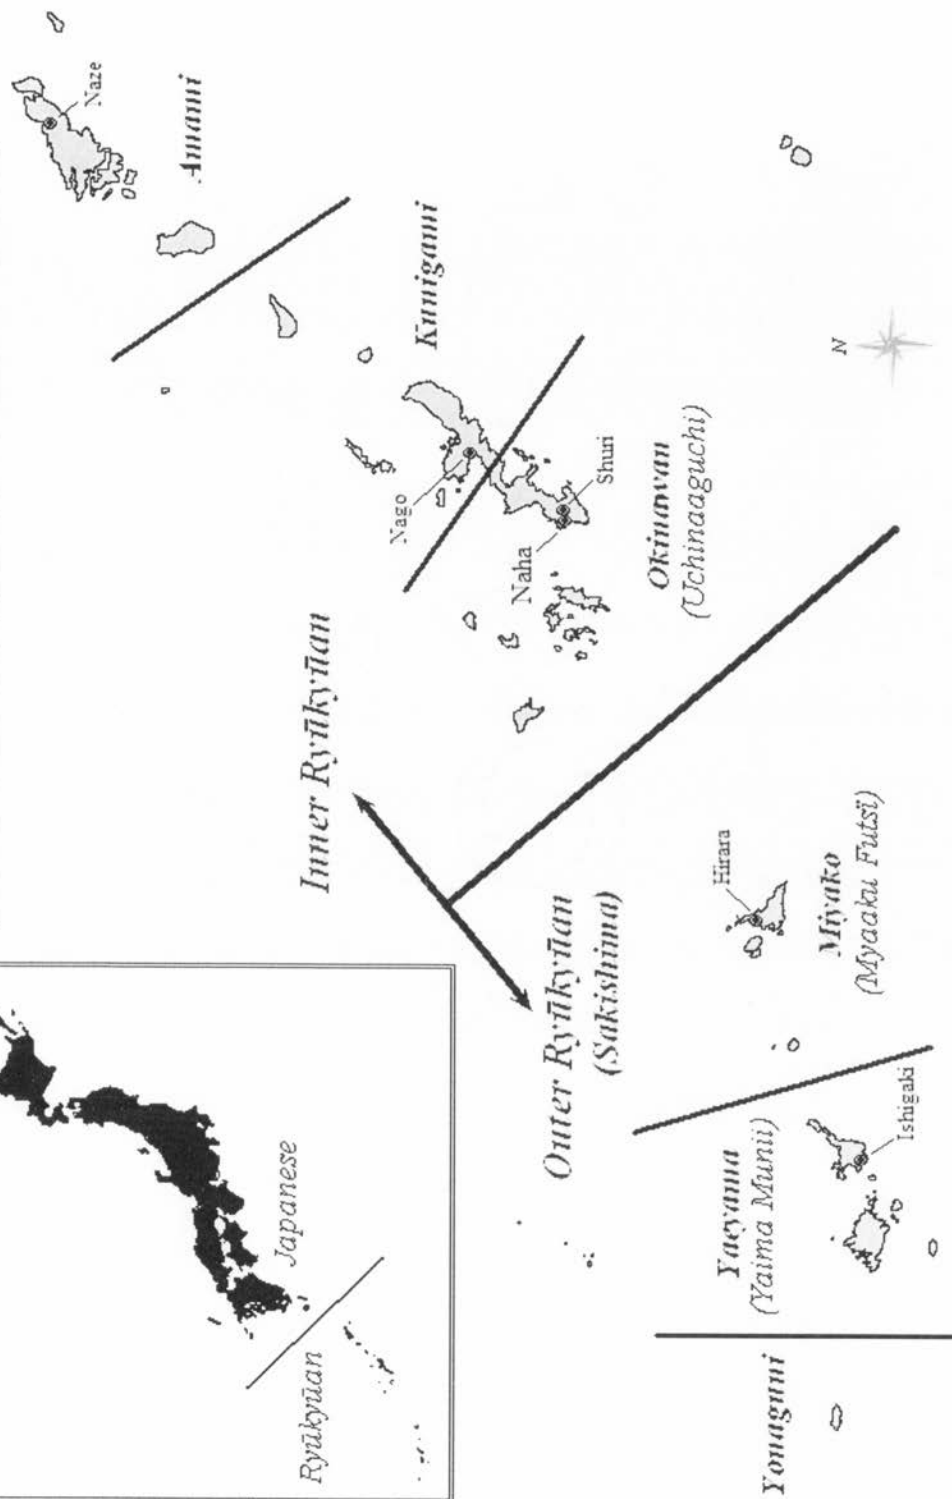 Ryūkyūan
Japanese
Inner Ryūkyūan
Outer Ryūkyūan
(Sakishima)
Naze
Amami
Kunigami
Nago
Naha
Shuri
Okinawan
(Uchinaaguchi)
N
Hirara
Miyako
(Myaaku Futsï)
Yaeyama
(Yaima Munii)
Ishigaki
Yonaguni